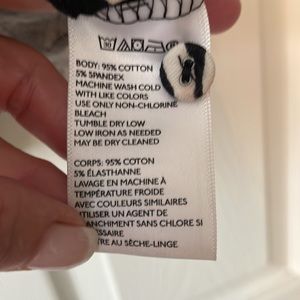 BODY: 95% COTTON
5% SPANDEX
MACHINE WASH COLD
WITH LIKE COLORS
USE ONLY NON-CHLORINE
BLEACH
TUMBLE DRY LOW
LOW IRON AS NEEDED
MAY BE DRY CLEANED
CORPS: 95% COTON
5% ÉLASTHANNE
LAVAGE EN MACHINE À
TEMPÉRATURE FROIDE
AVEC COULEURS SIMILAIRES
UTILISER UN AGENT DE
BLANCHIMENT SANS CHLORE SI
AU SÈCHE-LINGE